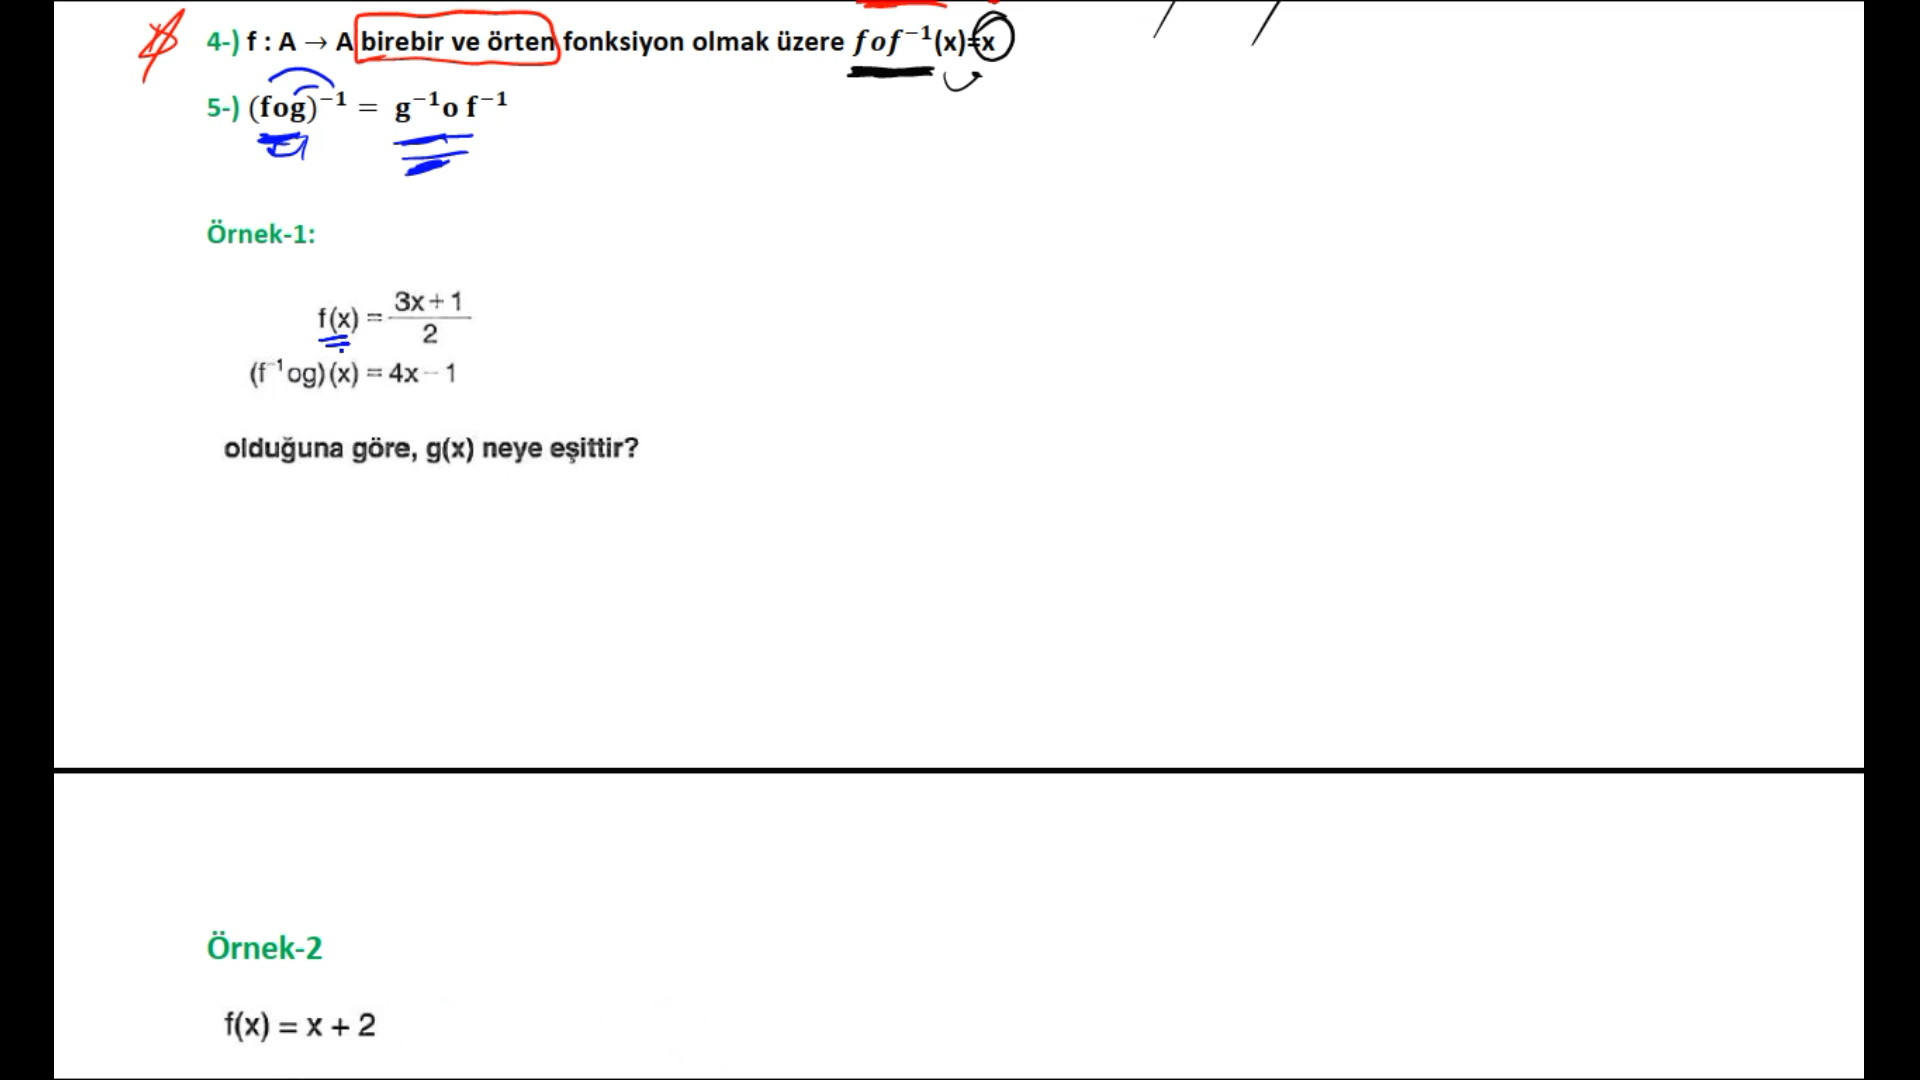 4-) f : A → A birebir ve örten fonksiyon olmak üzere fof⁻¹(x)=x
5-) (fog)⁻¹ = g⁻¹o f⁻¹
Örnek-1:
f(x) = (3x+1)/2
(f⁻¹og)(x) = 4x − 1
olduğuna göre, g(x) neye eşittir?
Örnek-2
f(x) = x + 2